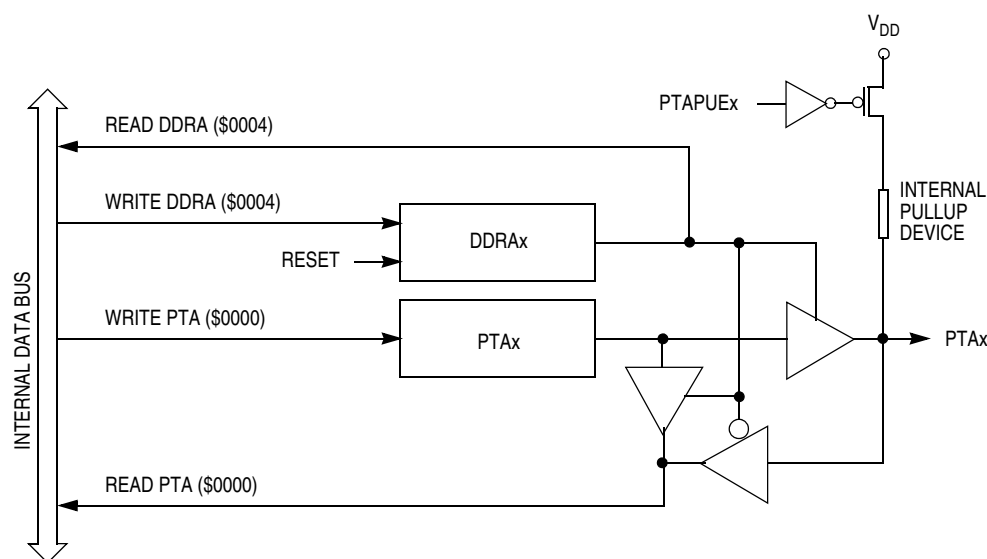 VDD
PTAPUEx
READ DDRA ($0004)
WRITE DDRA ($0004)
INTERNAL
PULLUP
DEVICE
DDRAx
RESET
INTERNAL DATA BUS
WRITE PTA ($0000)
PTAx
PTAx
READ PTA ($0000)